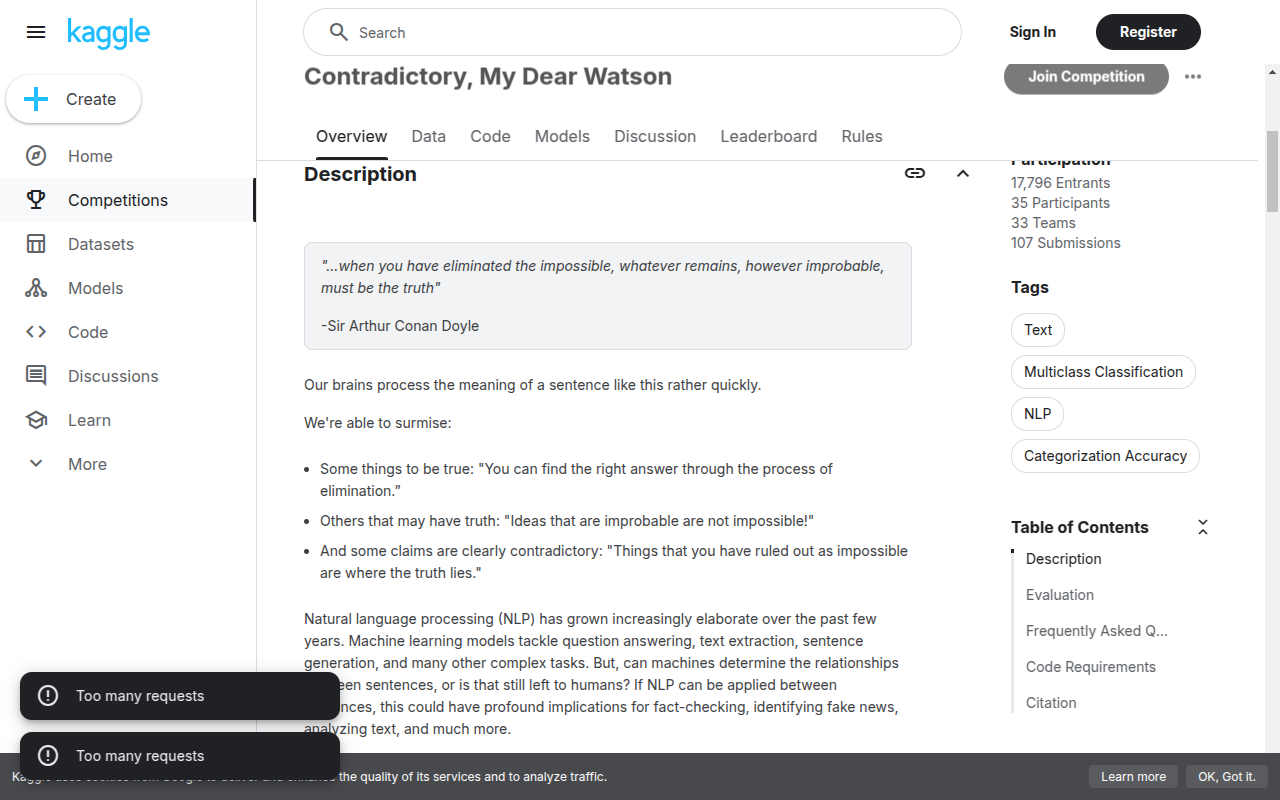 kaggle
Search
Sign In
Register
Create
Home
Competitions
Datasets
Models
Code
Discussions
Learn
More
Contradictory, My Dear Watson
Join Competition
Overview
Data
Code
Models
Discussion
Leaderboard
Rules
Description
"...when you have eliminated the impossible, whatever remains, however improbable,
must be the truth"
-Sir Arthur Conan Doyle
Our brains process the meaning of a sentence like this rather quickly.
We're able to surmise:
• Some things to be true: "You can find the right answer through the process of
elimination.”
• Others that may have truth: "Ideas that are improbable are not impossible!"
• And some claims are clearly contradictory: "Things that you have ruled out as impossible
are where the truth lies."
Natural language processing (NLP) has grown increasingly elaborate over the past few
years. Machine learning models tackle question answering, text extraction, sentence
generation, and many other complex tasks. But, can machines determine the relationships
sentences, or is that still left to humans? If NLP can be applied between
this could have profound implications for fact-checking, identifying fake news,
analyzing text, and much more.
Participation
17,796 Entrants
35 Participants
33 Teams
107 Submissions
Tags
Text
Multiclass Classification
NLP
Categorization Accuracy
Table of Contents
Description
Evaluation
Frequently Asked Q...
Code Requirements
Citation
Too many requests
Too many requests
the quality of its services and to analyze traffic.
Learn more
OK, Got it.